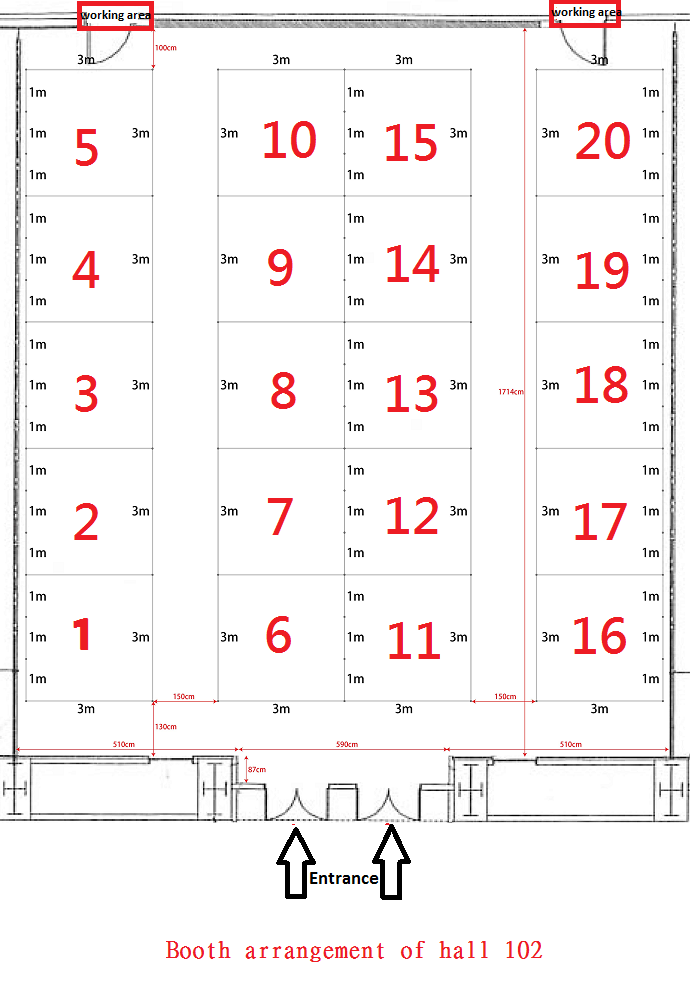 working area working area
100cm
3m 3m 3m 3m
1m 1m 1m
5 3m 3m 10 1m 15 3m 3m 20 1m
1m 1m 1m
1m 1m 1m
4 1m 3m 3m 9 1m 14 3m 3m 19 1m
1m 1m 1m
1m 1m 1m
3 1m 3m 3m 8 1m 13 3m 1714cm 3m 18 1m
1m 1m 1m
1m 1m 1m
2 1m 3m 3m 7 1m 12 3m 3m 17 1m
1m 1m 1m
1m 1m 1m
1m 1 3m 3m 6 1m 11 3m 3m 16 1m
1m 1m 1m
150cm 150cm
3m 3m 3m 3m
130cm
510cm 590cm 510cm
87cm
Entrance
Booth arrangement of hall 102